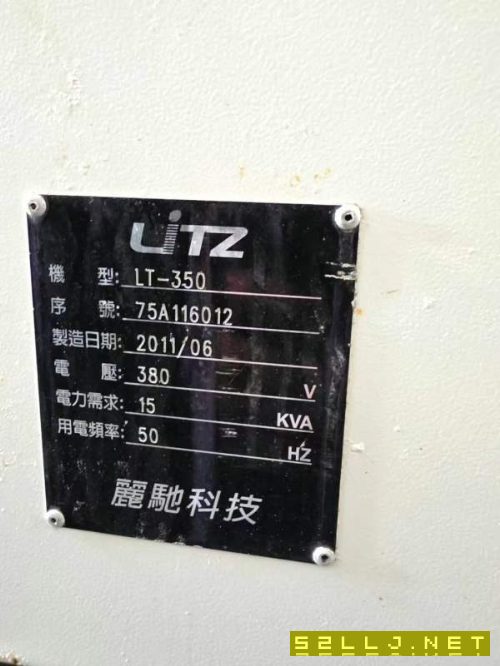 LiTZ
機 型: LT-350
序 號: 75A116012
製造日期: 2011/06
電 壓: 380 V
電力需求: 15 KVA
用電頻率: 50 HZ
麗馳科技
52LLJ.NET